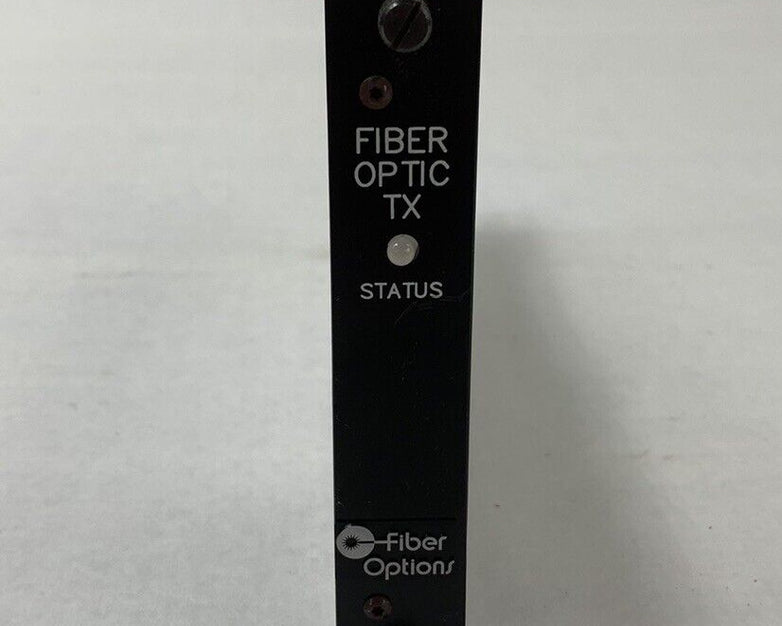 FIBER
OPTIC
TX
STATUS
Fiber
Options